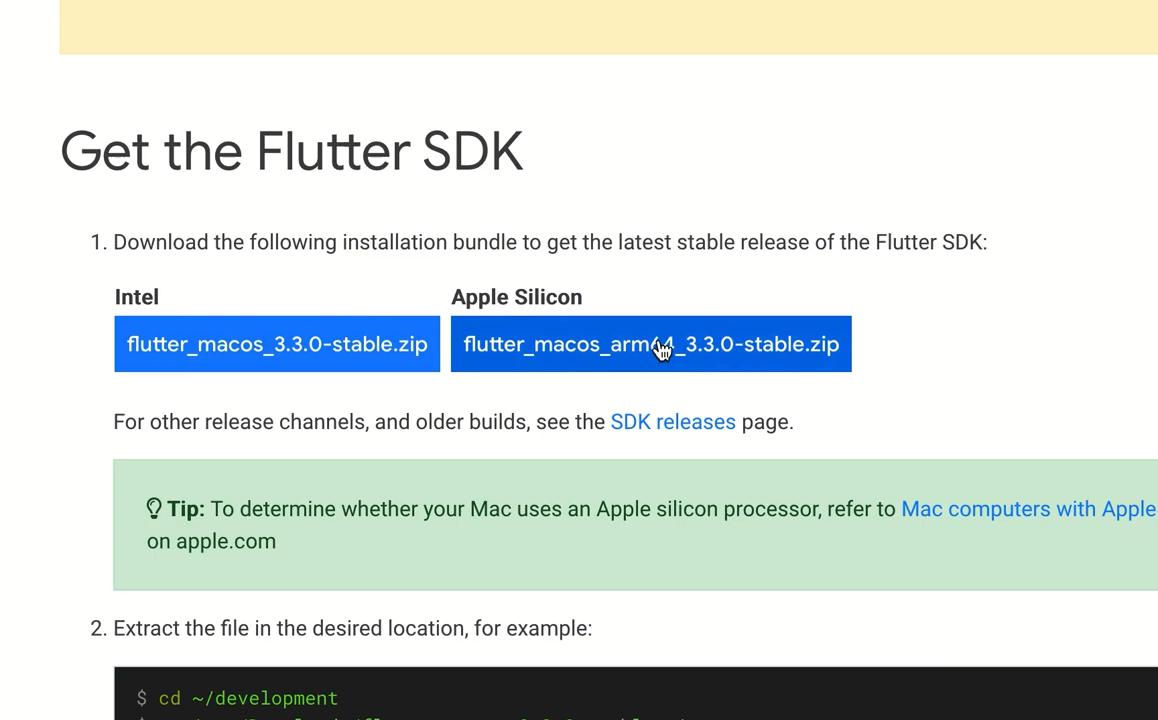 Get the Flutter SDK
1. Download the following installation bundle to get the latest stable release of the Flutter SDK:
Intel Apple Silicon
flutter_macos_3.3.0-stable.zip flutter_macos_arm64_3.3.0-stable.zip
For other release channels, and older builds, see the SDK releases page.
Tip: To determine whether your Mac uses an Apple silicon processor, refer to Mac computers with Apple
on apple.com
2. Extract the file in the desired location, for example:
$ cd ~/development